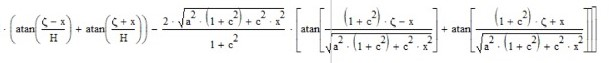 · ( atan( (ζ - x) / H ) + atan( (ζ + x) / H ) ) - (2 · √(a² · (1 + c²) + c² · x²)) / (1 + c²) · [ atan[ ((1 + c²) · ζ - x) / √(a² · (1 + c²) + c² · x²) ] + atan[ ((1 + c²) · ζ + x) / √(a² · (1 + c²) + c² · x²) ] ] ]